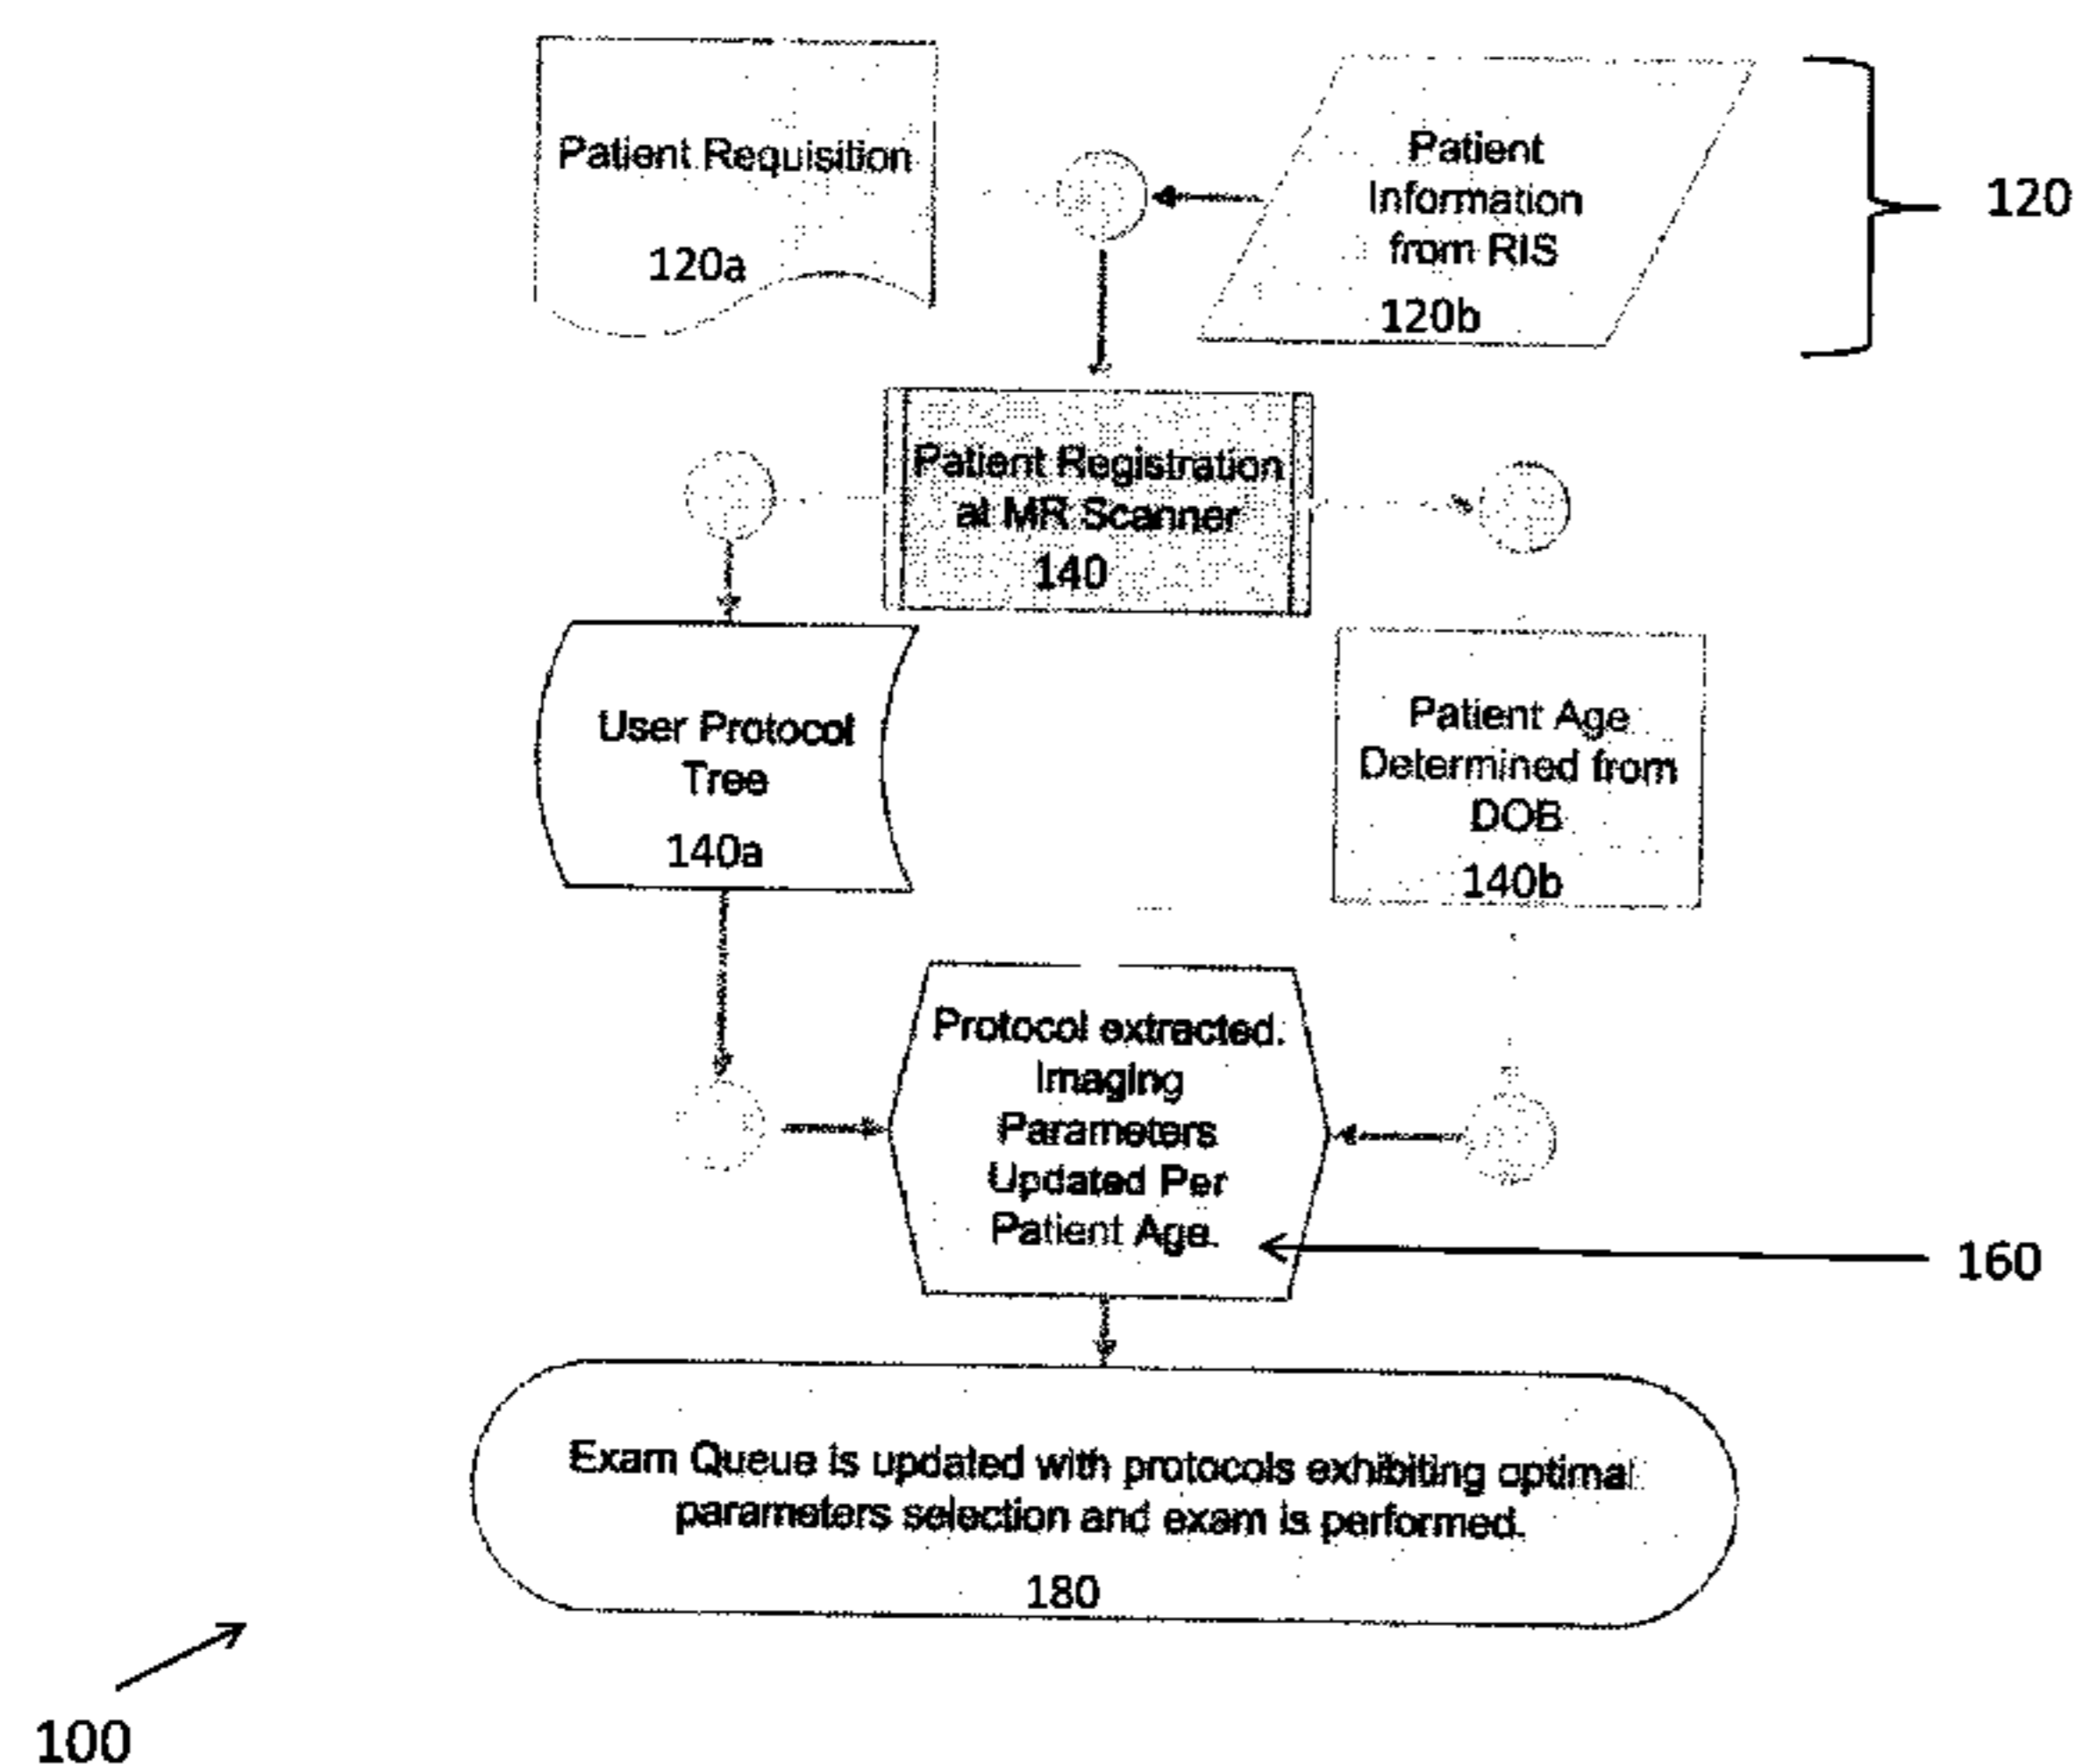 Patient Requisition
120a
Patient
Information
from RIS
120b
120
Patient Registration
at MR Scanner
140
User Protocol
Tree
140a
Patient Age
Determined from
DOB
140b
Protocol extracted.
Imaging
Parameters
Updated Per
Patient Age.
160
Exam Queue is updated with protocols exhibiting optimal
parameters selection and exam is performed.
180
100